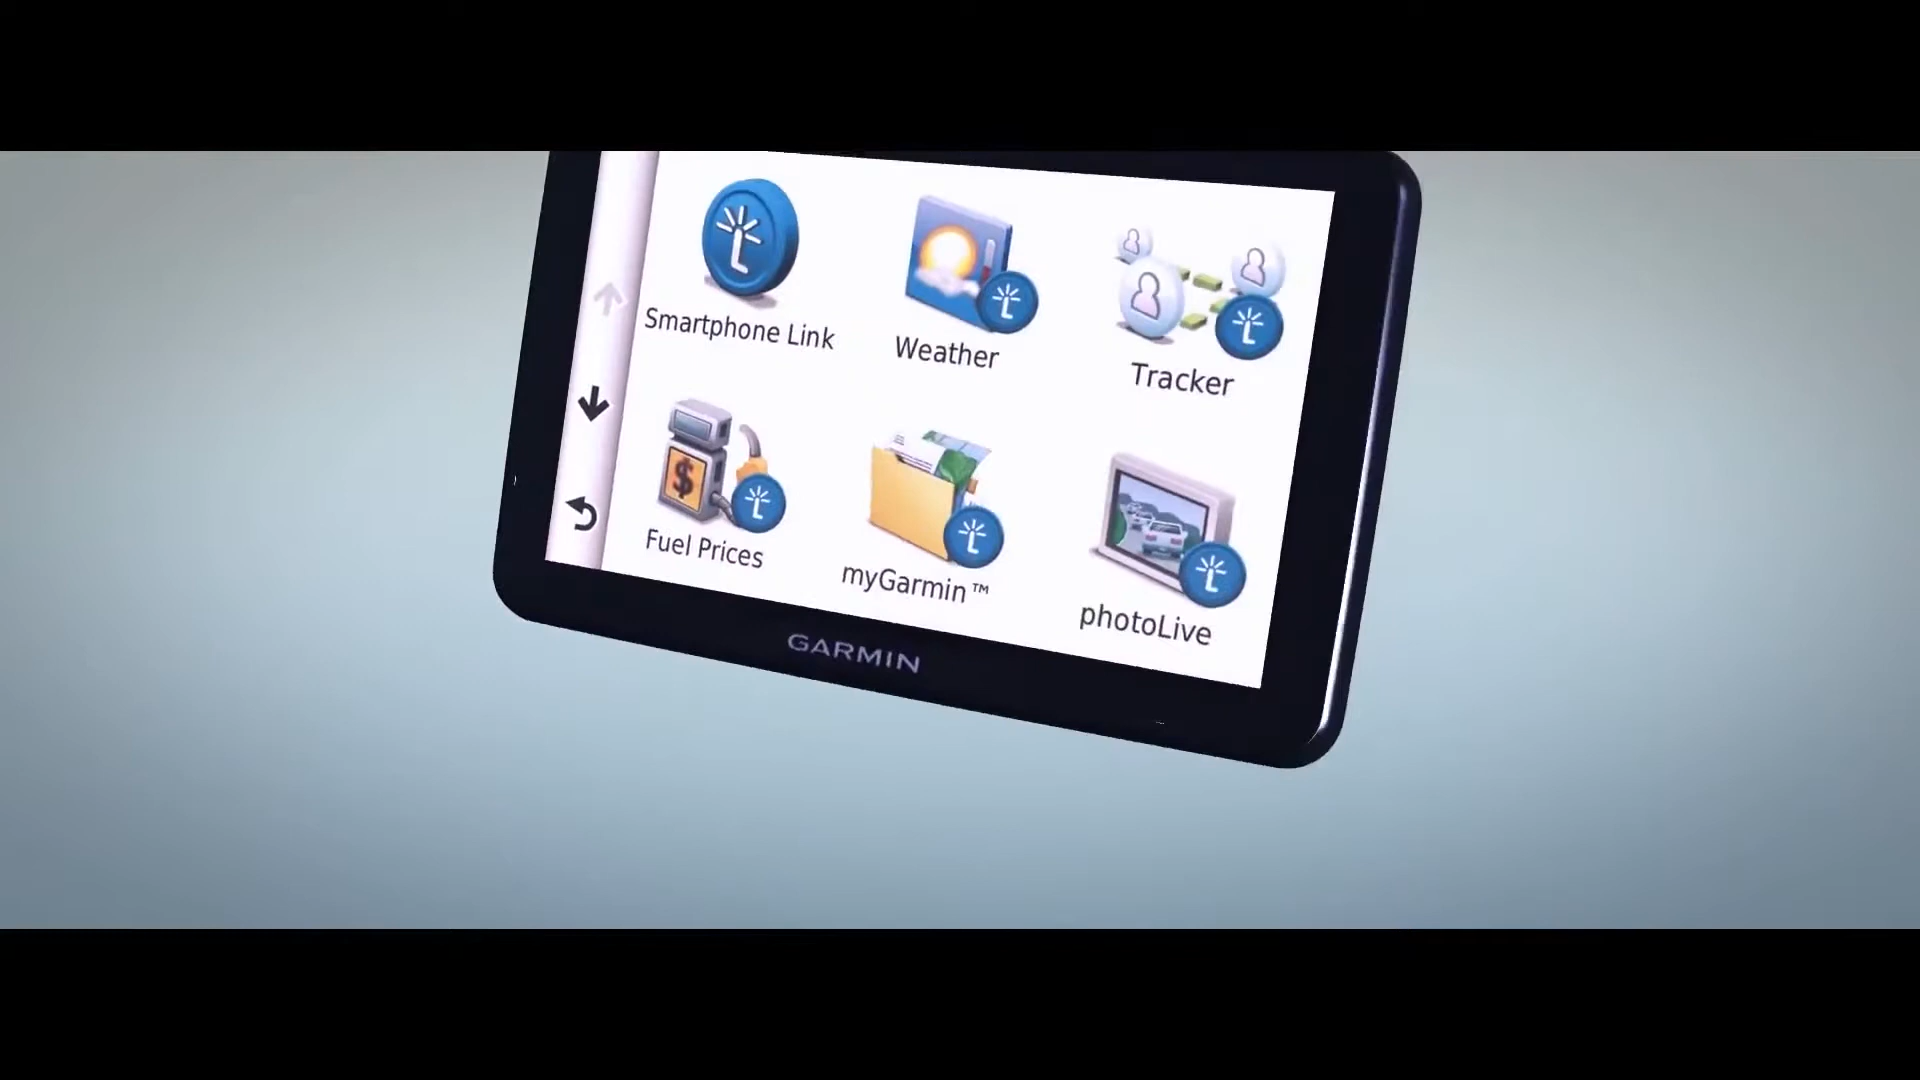 Smartphone Link
Weather
Tracker
Fuel Prices
myGarmin™
photoLive
GARMIN